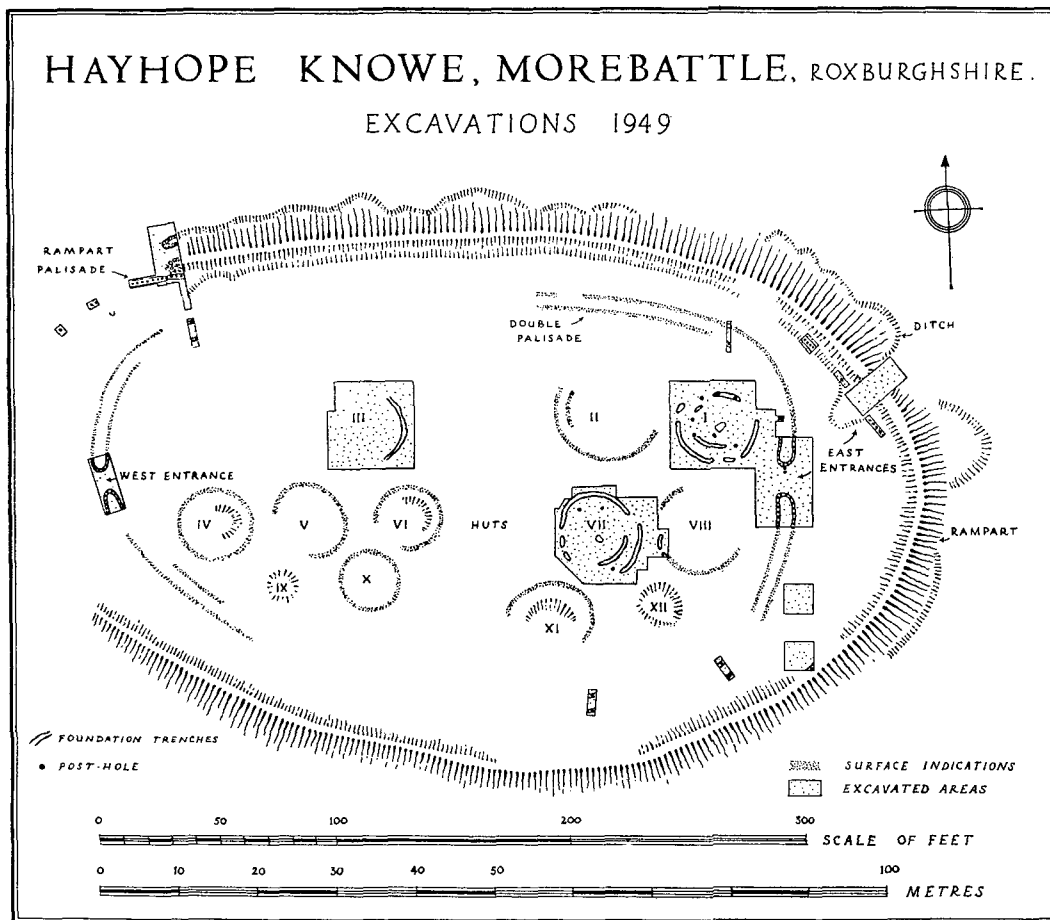 HAYHOPE KNOWE, MOREBATTLE, ROXBURGHSHIRE.
EXCAVATIONS 1949
RAMPART
PALISADE
DOUBLE
PALISADE
DITCH
III
II
I
WEST ENTRANCE
EAST
ENTRANCES
IV
V
VI
HUTS
VII
VIII
RAMPART
IX
X
XI
XII
FOUNDATION TRENCHES
POST-HOLE
SURFACE INDICATIONS
EXCAVATED AREAS
0 50 100 200 300
SCALE OF FEET
0 10 20 30 40 50 100
METRES